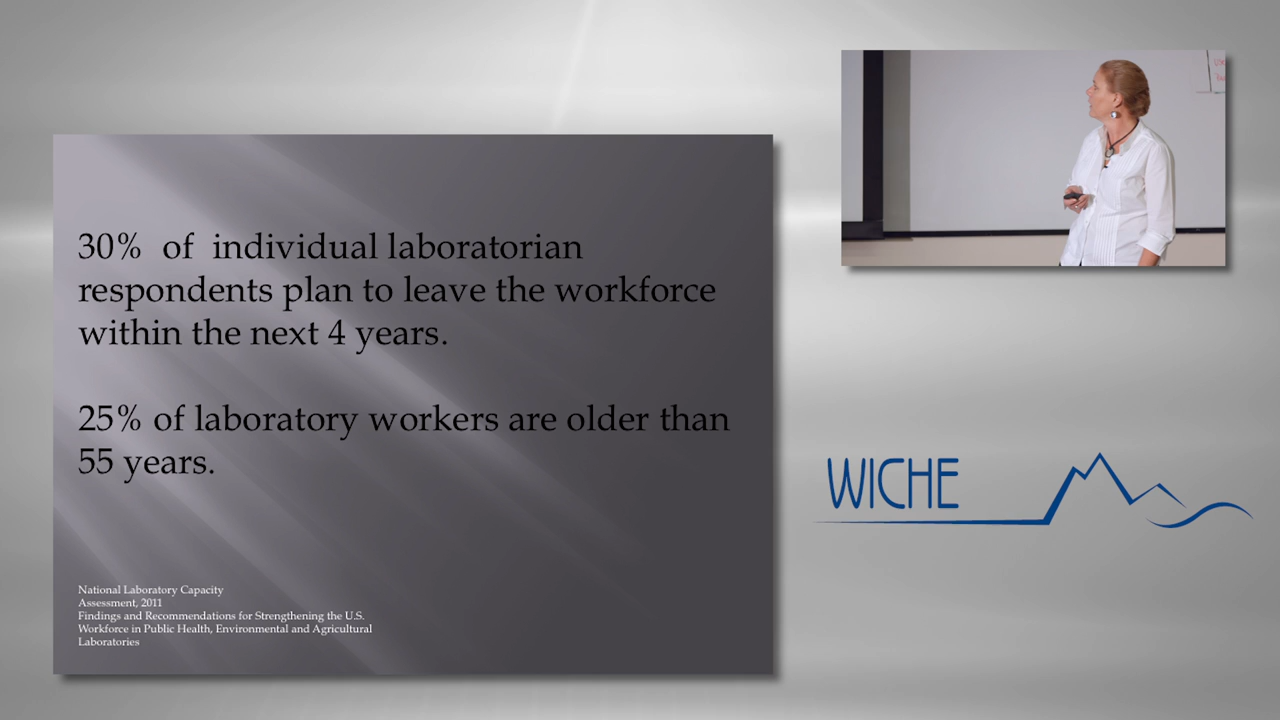 30% of individual laboratorian
respondents plan to leave the workforce
within the next 4 years.
25% of laboratory workers are older than
55 years.
National Laboratory Capacity
Assessment, 2011
Findings and Recommendations for Strengthening the U.S.
Workforce in Public Health, Environmental and Agricultural
Laboratories
WICHE